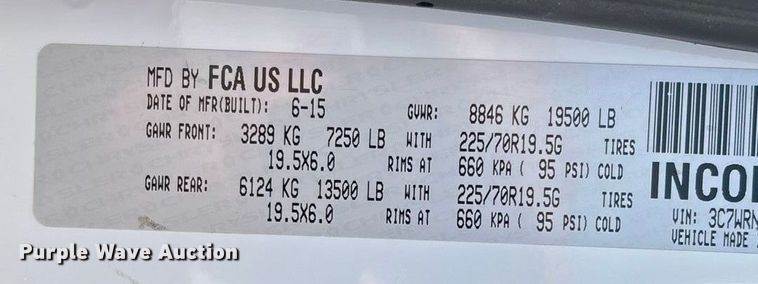 MFD BY FCA US LLC
DATE OF MFR(BUILT): 6-15 GVWR: 8846 KG 19500 LB
GAWR FRONT: 3289 KG 7250 LB WITH 225/70R19.5G TIRES
19.5X6.0 RIMS AT 660 KPA ( 95 PSI) COLD
GAWR REAR: 6124 KG 13500 LB WITH 225/70R19.5G TIRES
19.5X6.0 RIMS AT 660 KPA ( 95 PSI) COLD
VIN: 3C7WRN
VEHICLE MADE
Purple Wave Auction